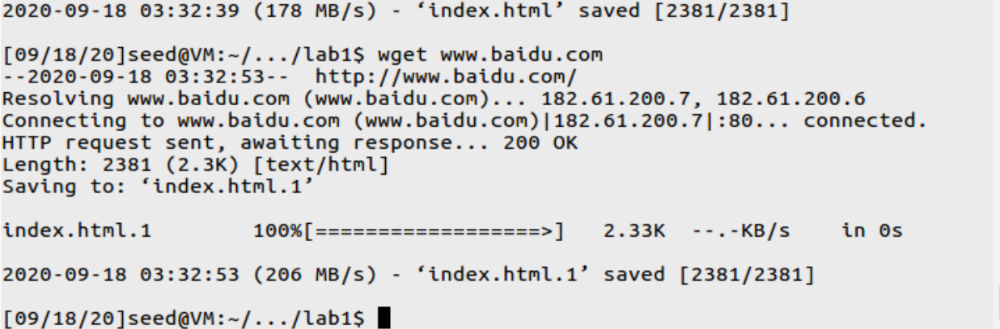 2020-09-18 03:32:39 (178 MB/s) - ‘index.html’ saved [2381/2381]
[09/18/20]seed@VM:~/.../lab1$ wget www.baidu.com
--2020-09-18 03:32:53--  http://www.baidu.com/
Resolving www.baidu.com (www.baidu.com)... 182.61.200.7, 182.61.200.6
Connecting to www.baidu.com (www.baidu.com)|182.61.200.7|:80... connected.
HTTP request sent, awaiting response... 200 OK
Length: 2381 (2.3K) [text/html]
Saving to: ‘index.html.1’
index.html.1        100%[==================>]   2.33K  --.-KB/s    in 0s
2020-09-18 03:32:53 (206 MB/s) - ‘index.html.1’ saved [2381/2381]
[09/18/20]seed@VM:~/.../lab1$